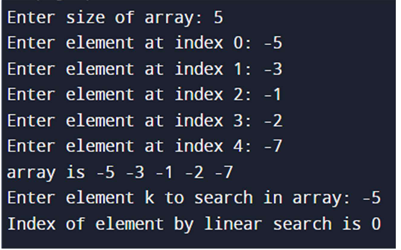 Enter size of array: 5
Enter element at index 0: -5
Enter element at index 1: -3
Enter element at index 2: -1
Enter element at index 3: -2
Enter element at index 4: -7
array is -5 -3 -1 -2 -7
Enter element k to search in array: -5
Index of element by linear search is 0